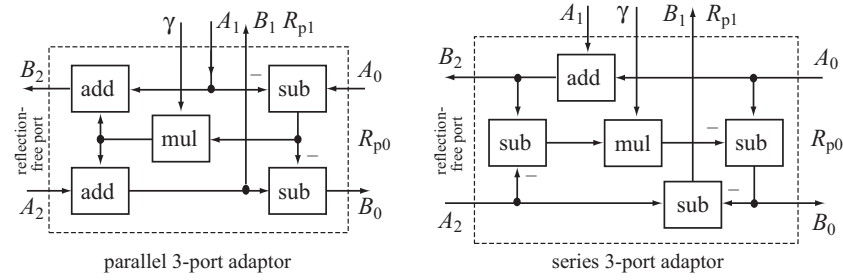 γ A₁ B₁ Rp1
B₂ add − sub A₀
reflection-
free port
mul Rp0
−
A₂ add sub B₀
parallel 3-port adaptor
A₁ γ B₁ Rp1
B₂ add A₀
reflection-
free port
sub mul − sub Rp0
−
A₂ sub − B₀
series 3-port adaptor